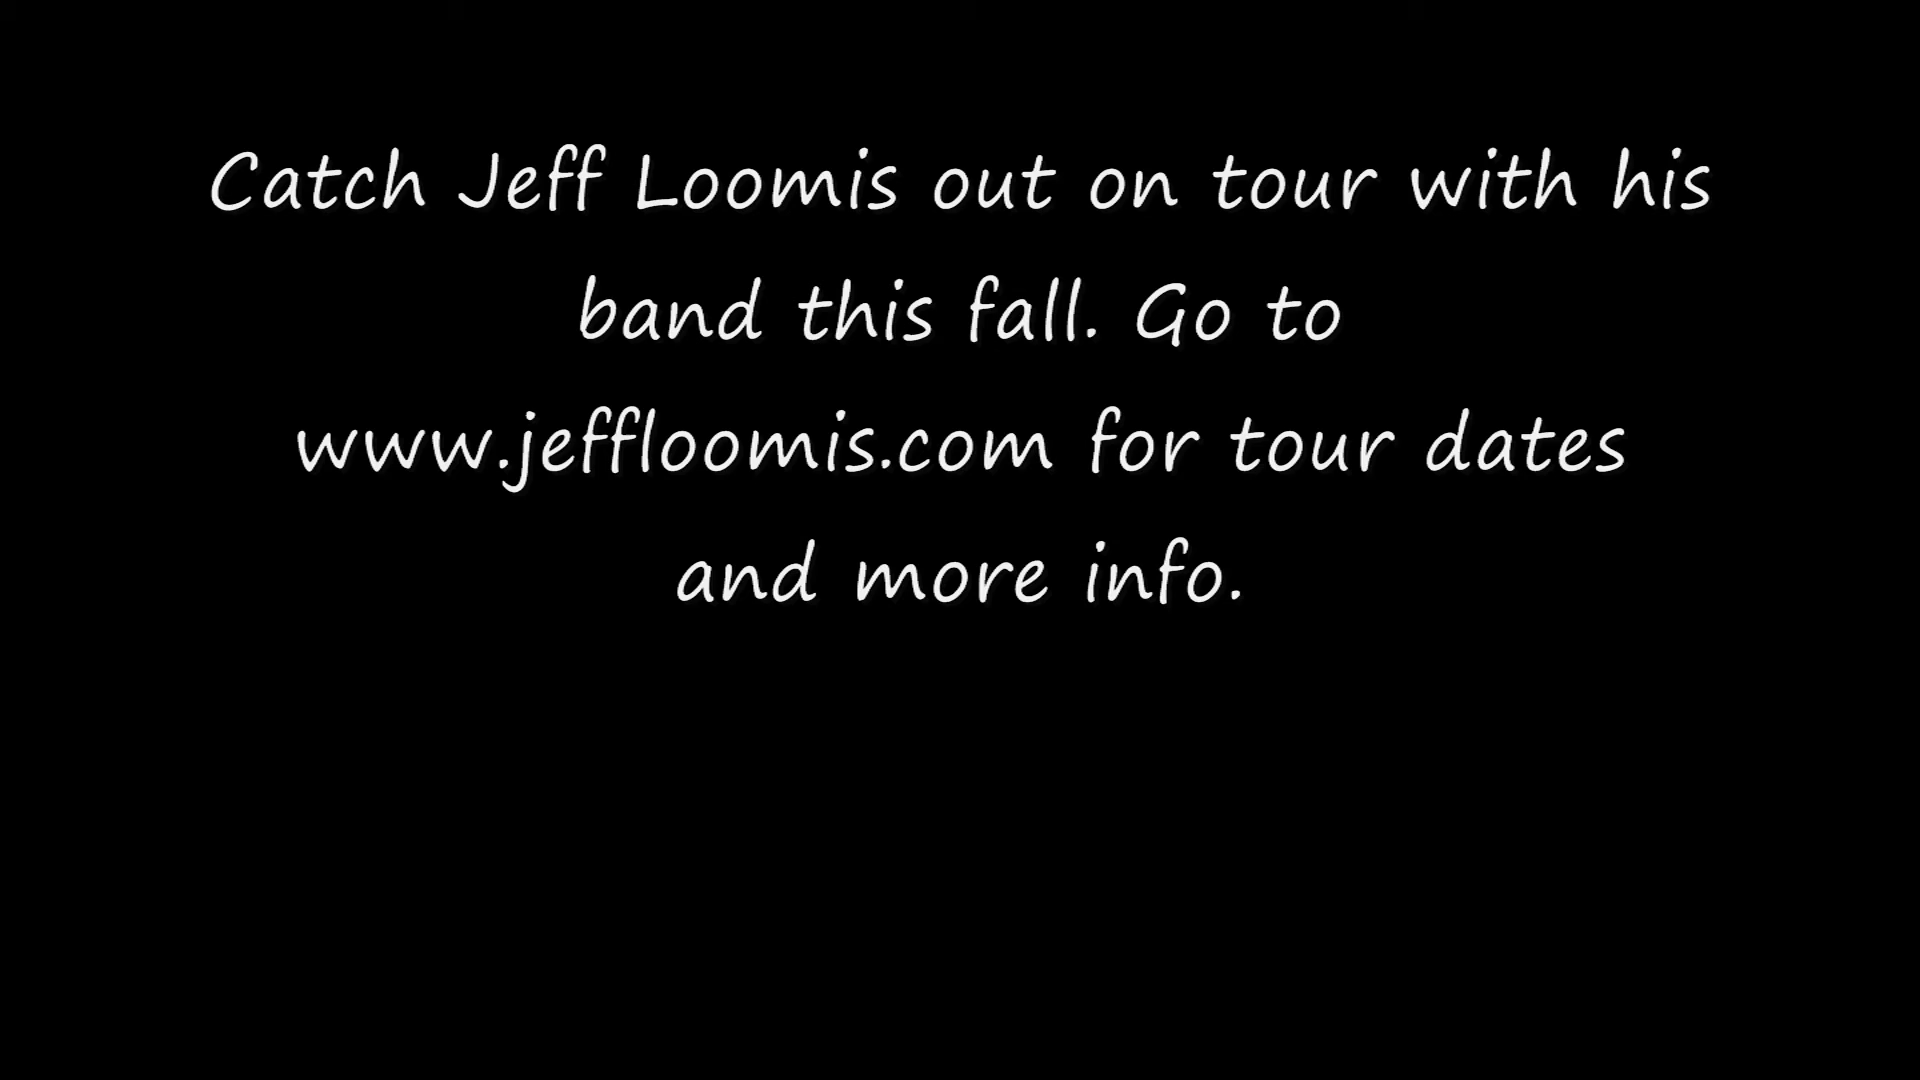 Catch Jeff Loomis out on tour with his
band this fall. Go to
www.jeffloomis.com for tour dates
and more info.